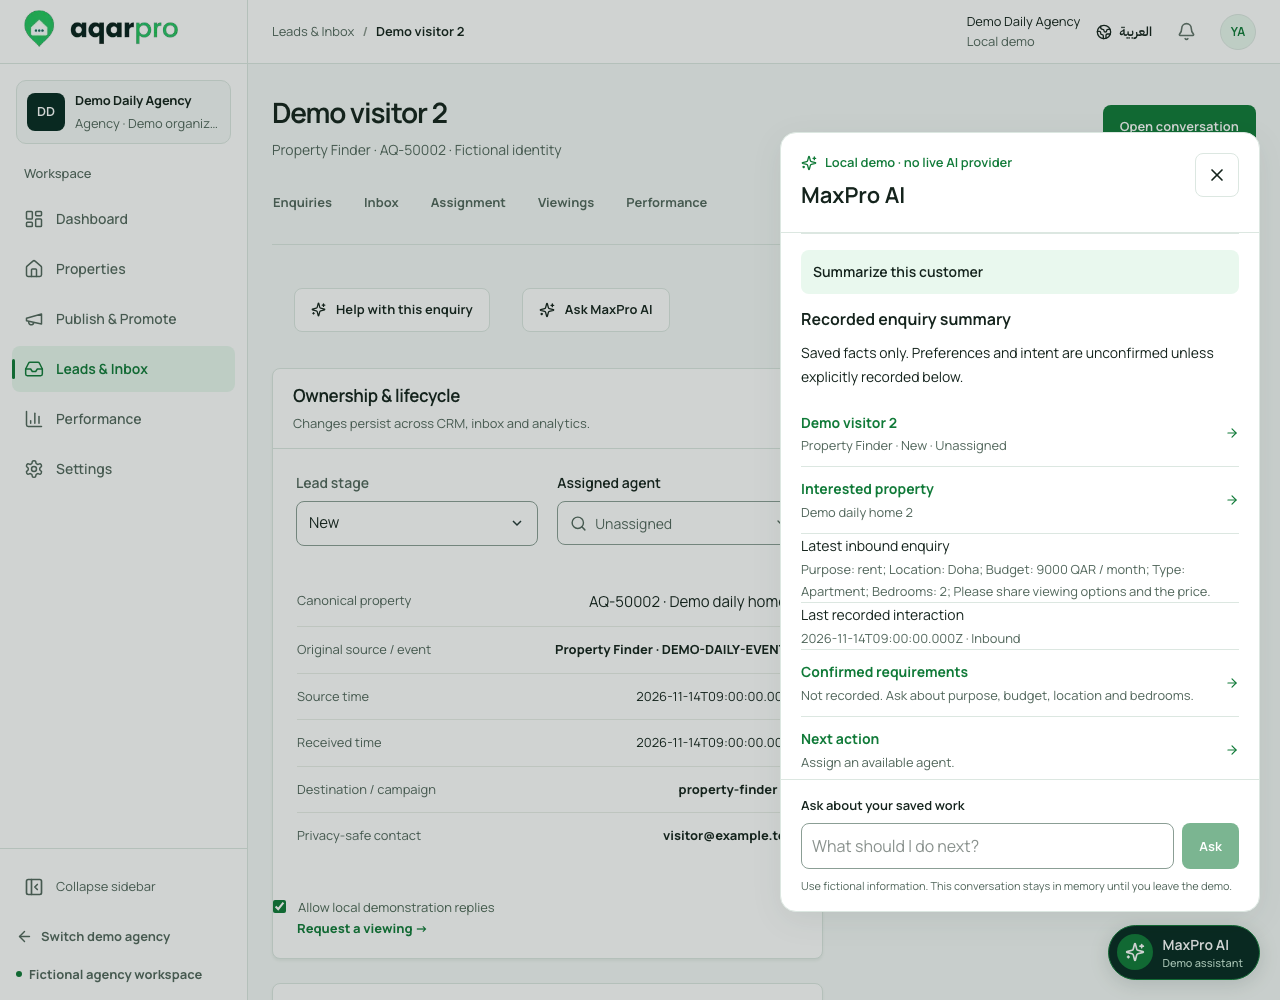 aqarpro
DD
Demo Daily Agency
Agency · Demo organiz...
Workspace
Dashboard
Properties
Publish & Promote
Leads & Inbox
Performance
Settings
Collapse sidebar
Switch demo agency
Fictional agency workspace
Leads & Inbox / Demo visitor 2
Demo Daily Agency
Local demo
العربية
YA
Demo visitor 2
Property Finder · AQ-50002 · Fictional identity
Open conversation
Enquiries Inbox Assignment Viewings Performance
Help with this enquiry
Ask MaxPro AI
Ownership & lifecycle
Changes persist across CRM, inbox and analytics.
Lead stage
New
Assigned agent
Unassigned
Canonical property AQ-50002 · Demo daily home
Original source / event Property Finder · DEMO-DAILY-EVENT
Source time 2026-11-14T09:00:00.00
Received time 2026-11-14T09:00:00.00
Destination / campaign property-finder
Privacy-safe contact visitor@example.te
Allow local demonstration replies
Request a viewing →
Local demo · no live AI provider
MaxPro AI
Summarize this customer
Recorded enquiry summary
Saved facts only. Preferences and intent are unconfirmed unless
explicitly recorded below.
Demo visitor 2
Property Finder · New · Unassigned
Interested property
Demo daily home 2
Latest inbound enquiry
Purpose: rent; Location: Doha; Budget: 9000 QAR / month; Type:
Apartment; Bedrooms: 2; Please share viewing options and the price.
Last recorded interaction
2026-11-14T09:00:00.000Z · Inbound
Confirmed requirements
Not recorded. Ask about purpose, budget, location and bedrooms.
Next action
Assign an available agent.
Ask about your saved work
What should I do next?
Ask
Use fictional information. This conversation stays in memory until you leave the demo.
MaxPro AI
Demo assistant